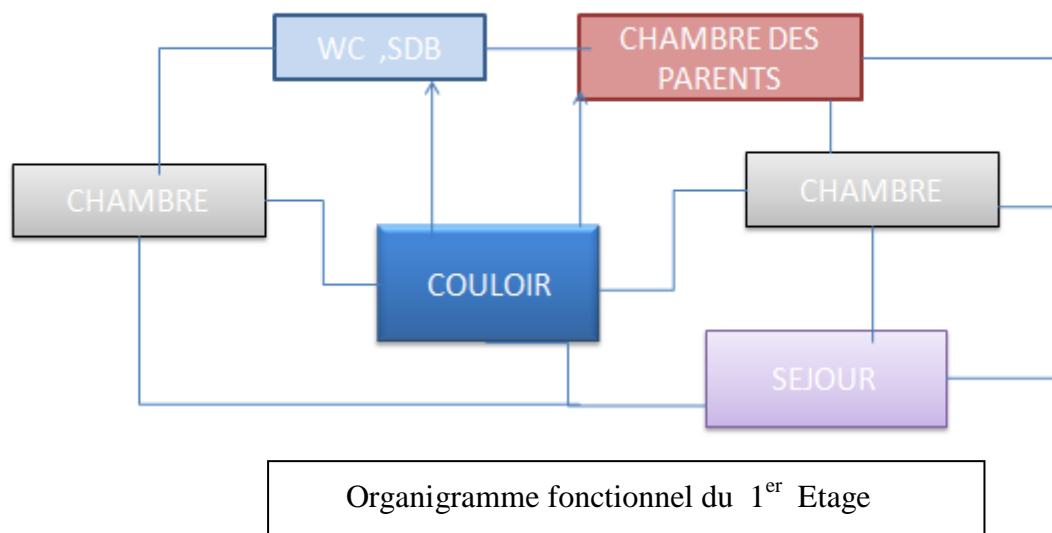 WC ,SDB
CHAMBRE DES
PARENTS
CHAMBRE
CHAMBRE
COULOIR
SEJOUR
Organigramme fonctionnel du 1er Etage